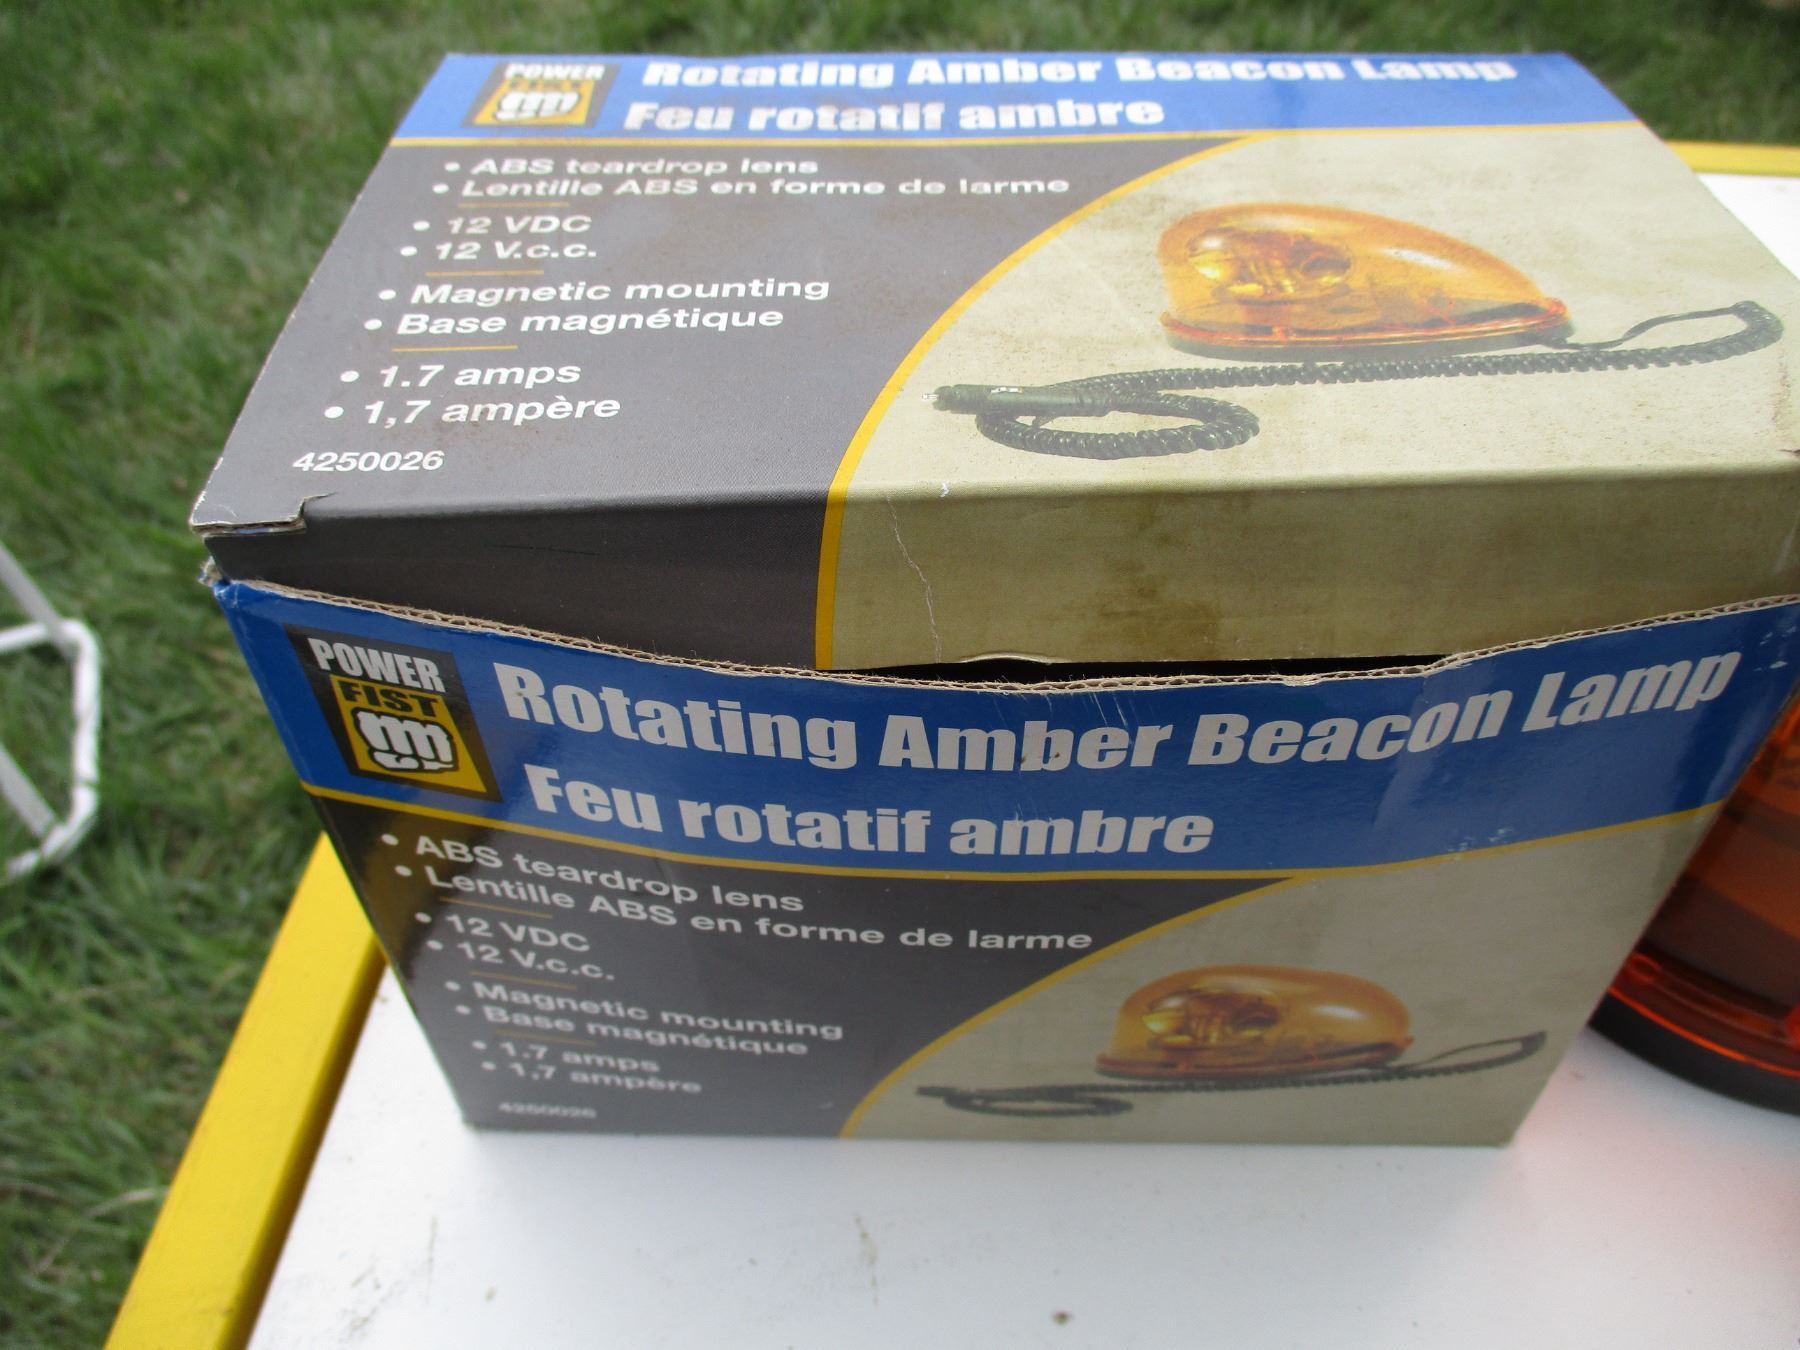 POWER
FIST
Rotating Amber Beacon Lamp
Feu rotatif ambre
• ABS teardrop lens
• Lentille ABS en forme de larme
• 12 VDC
• 12 V.c.c.
• Magnetic mounting
• Base magnétique
• 1.7 amps
• 1,7 ampère
4250026
POWER
FIST
Rotating Amber Beacon Lamp
Feu rotatif ambre
• ABS teardrop lens
• Lentille ABS en forme de larme
• 12 VDC
• 12 V.c.c.
• Magnetic mounting
• Base magnétique
• 1.7 amps
• 1,7 ampère
4250026